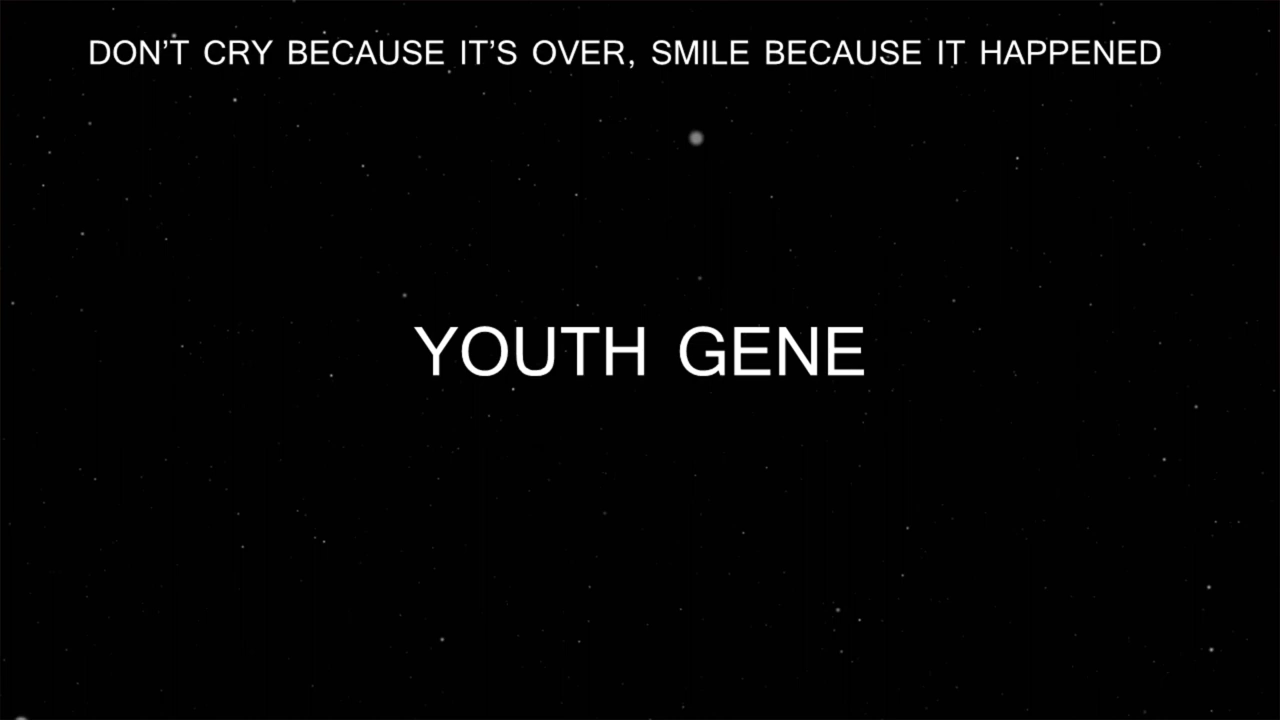 DON’T CRY BECAUSE IT’S OVER, SMILE BECAUSE IT HAPPENED
YOUTH GENE